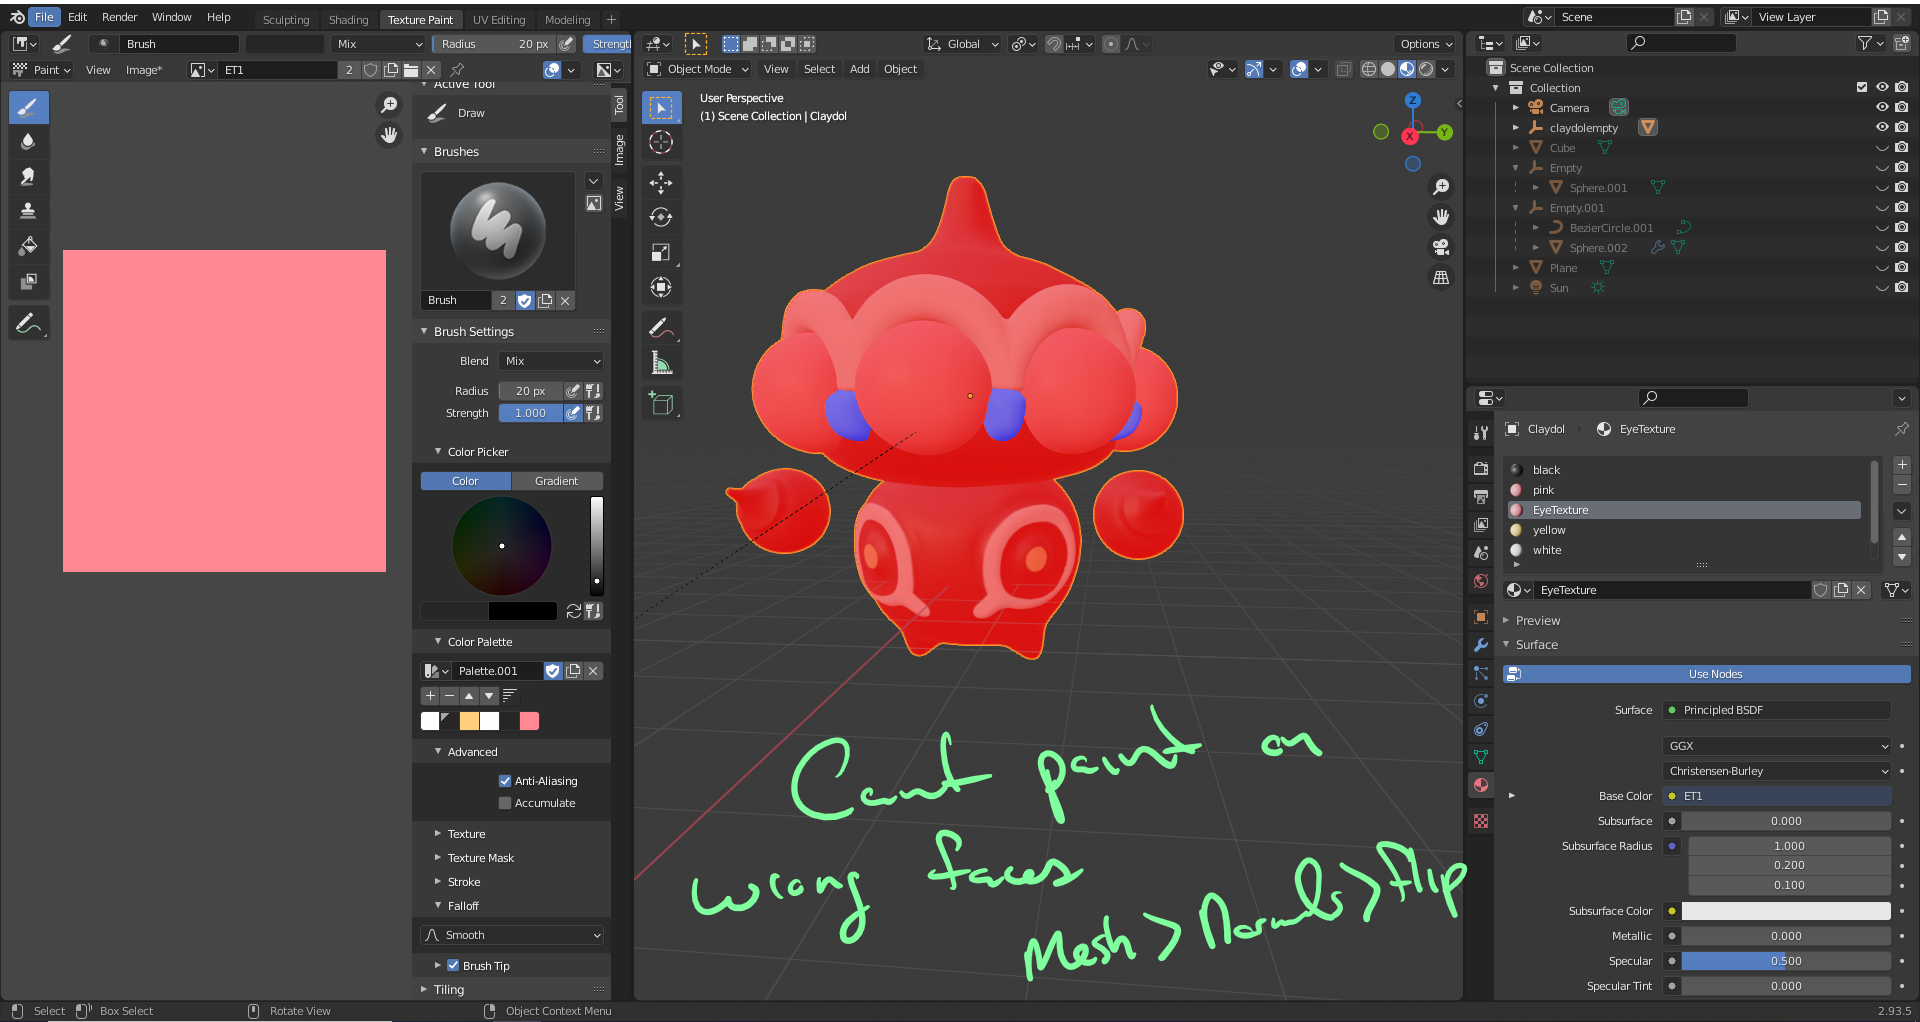 File Edit Render Window Help Sculpting Shading Texture Paint UV Editing Modeling + Scene View Layer
Brush Mix Radius 20 px Strengtl Global Options
Paint View Image* ET1 2 Object Mode View Select Add Object
Active Tool
Draw
Tool
Image
View
Brushes
Brush 2
Brush Settings
Blend Mix
Radius 20 px
Strength 1.000
Color Picker
Color Gradient
Color Palette
Palette.001
Advanced
Anti-Aliasing
Accumulate
Texture
Texture Mask
Stroke
Falloff
Smooth
Brush Tip
Tiling
User Perspective
(1) Scene Collection | Claydol
Z
X
Y
Cant paint on
wrong faces
Mesh > Normals > flip
Scene Collection
Collection
Camera
claydolempty
Cube
Empty
Sphere.001
Empty.001
BezierCircle.001
Sphere.002
Plane
Sun
Claydol EyeTexture
black
pink
EyeTexture
yellow
white
EyeTexture
Preview
Surface
Use Nodes
Surface Principled BSDF
GGX
Christensen-Burley
Base Color ET1
Subsurface 0.000
Subsurface Radius 1.000
0.200
0.100
Subsurface Color
Metallic 0.000
Specular 0.500
Specular Tint 0.000
Select Box Select Rotate View Object Context Menu 2.93.5